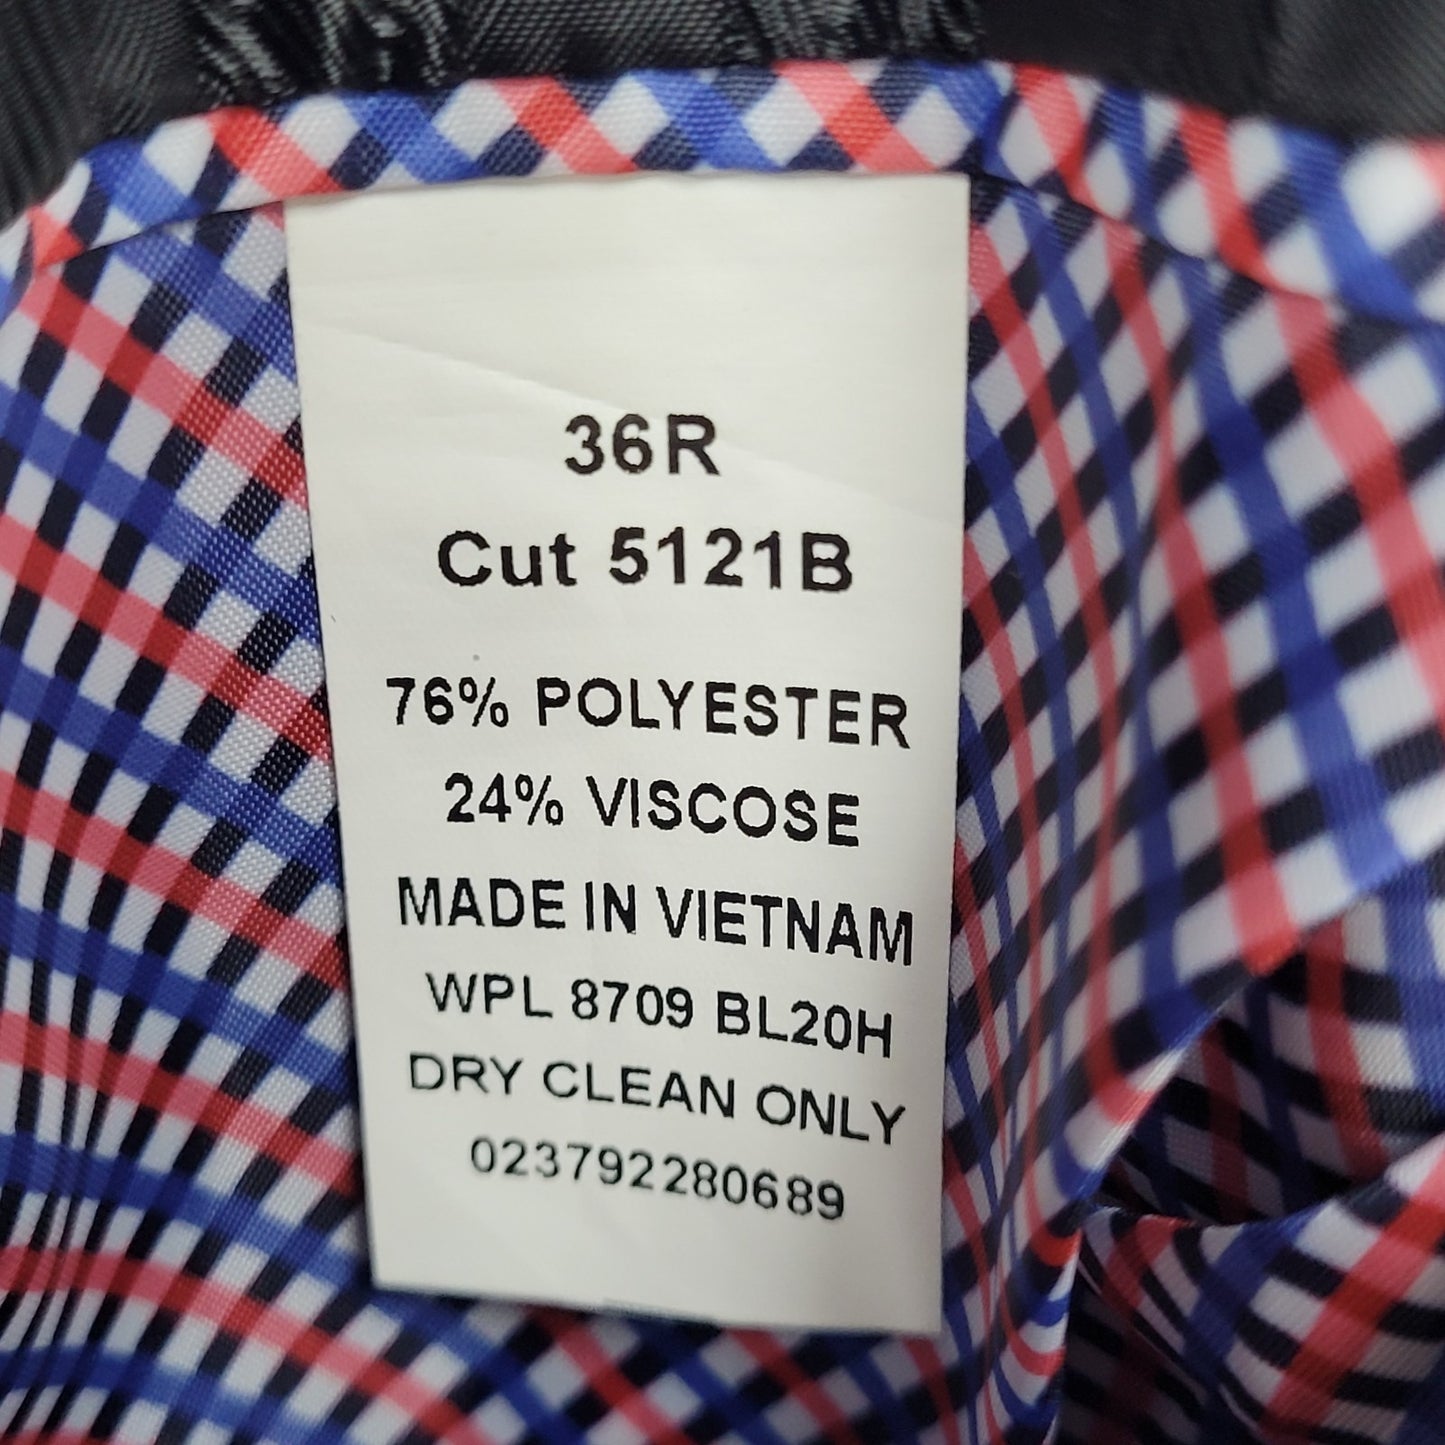 36R
Cut 5121B
76% POLYESTER
24% VISCOSE
MADE IN VIETNAM
WPL 8709 BL20H
DRY CLEAN ONLY
023792280689